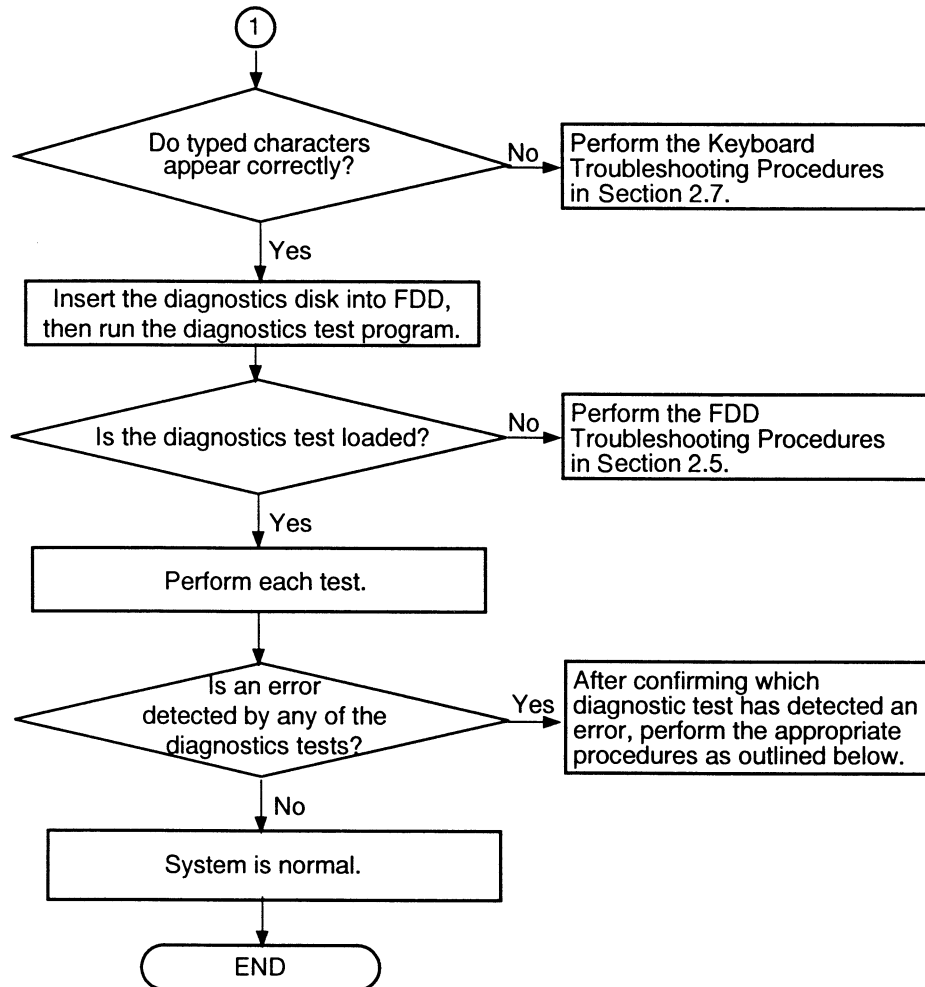 1
Do typed characters
appear correctly?
No
Perform the Keyboard
Troubleshooting Procedures
in Section 2.7.
Yes
Insert the diagnostics disk into FDD,
then run the diagnostics test program.
Is the diagnostics test loaded?
No
Perform the FDD
Troubleshooting Procedures
in Section 2.5.
Yes
Perform each test.
Is an error
detected by any of the
diagnostics tests?
Yes
After confirming which
diagnostic test has detected an
error, perform the appropriate
procedures as outlined below.
No
System is normal.
END